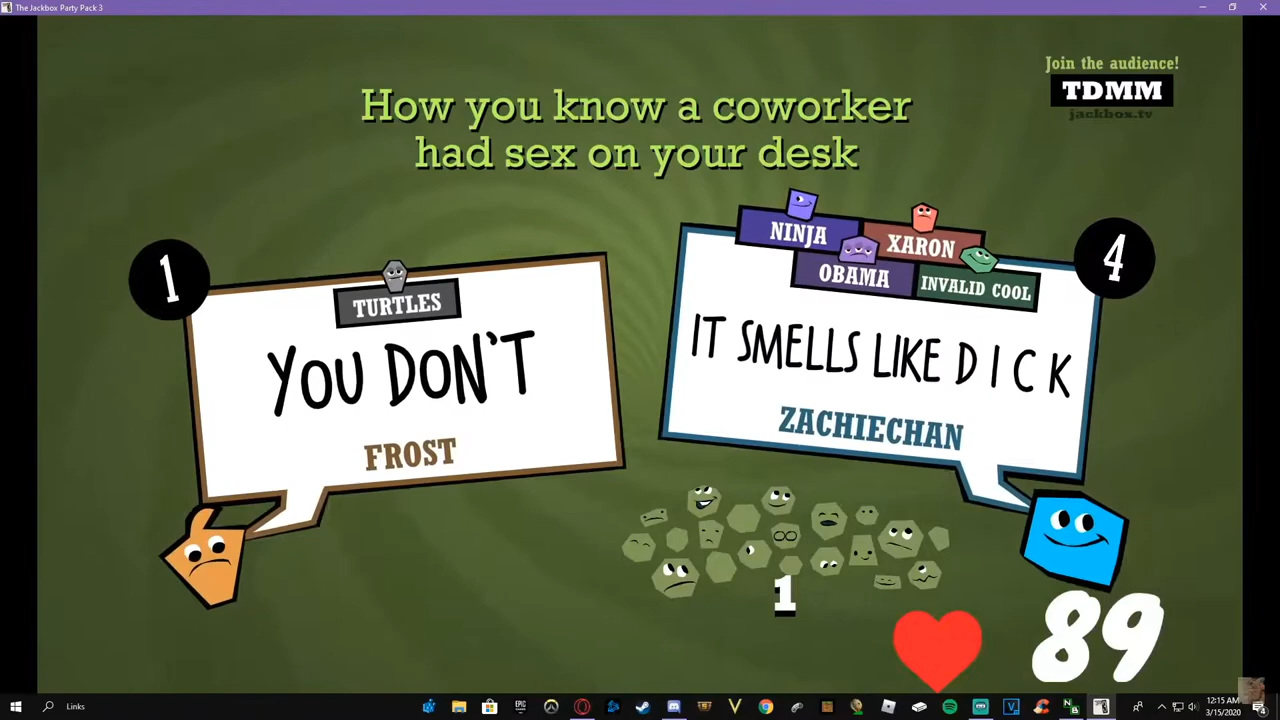 The Jackbox Party Pack 3
Join the audience!
TDMM
jackbox.tv
How you know a coworker
had sex on your desk
1
TURTLES
YOU DON'T
FROST
NINJA
XARON
OBAMA
INVALID COOL
4
IT SMELLS LIKE D I C K
ZACHIECHAN
1
89
Links
12:15 AM
3/15/2020